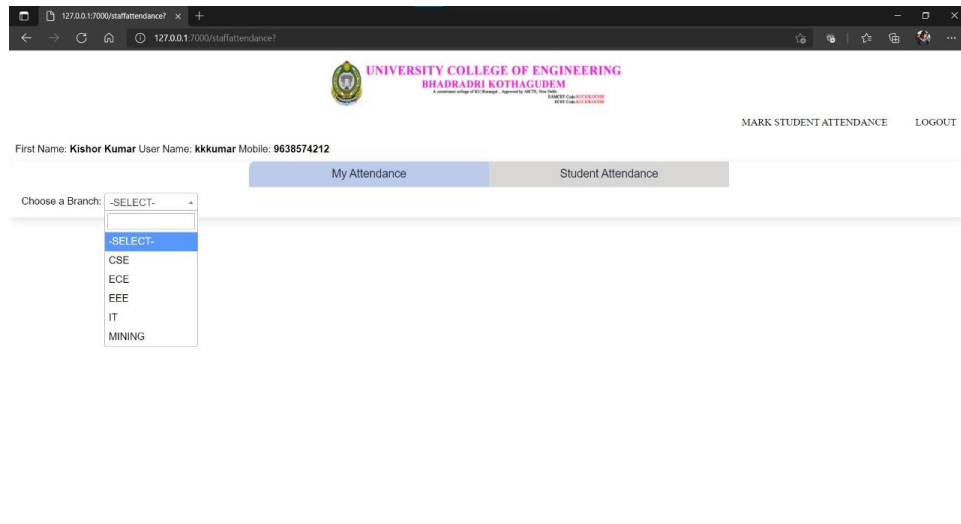 127.0.0.1:7000/staffattendance?
127.0.0.1:7000/staffattendance?
UNIVERSITY COLLEGE OF ENGINEERING
BHADRADRI KOTHAGUDEM
MARK STUDENT ATTENDANCE LOGOUT
First Name: Kishor Kumar User Name: kkkumar Mobile: 9638574212
My Attendance Student Attendance
Choose a Branch: -SELECT-
-SELECT-
CSE
ECE
EEE
IT
MINING